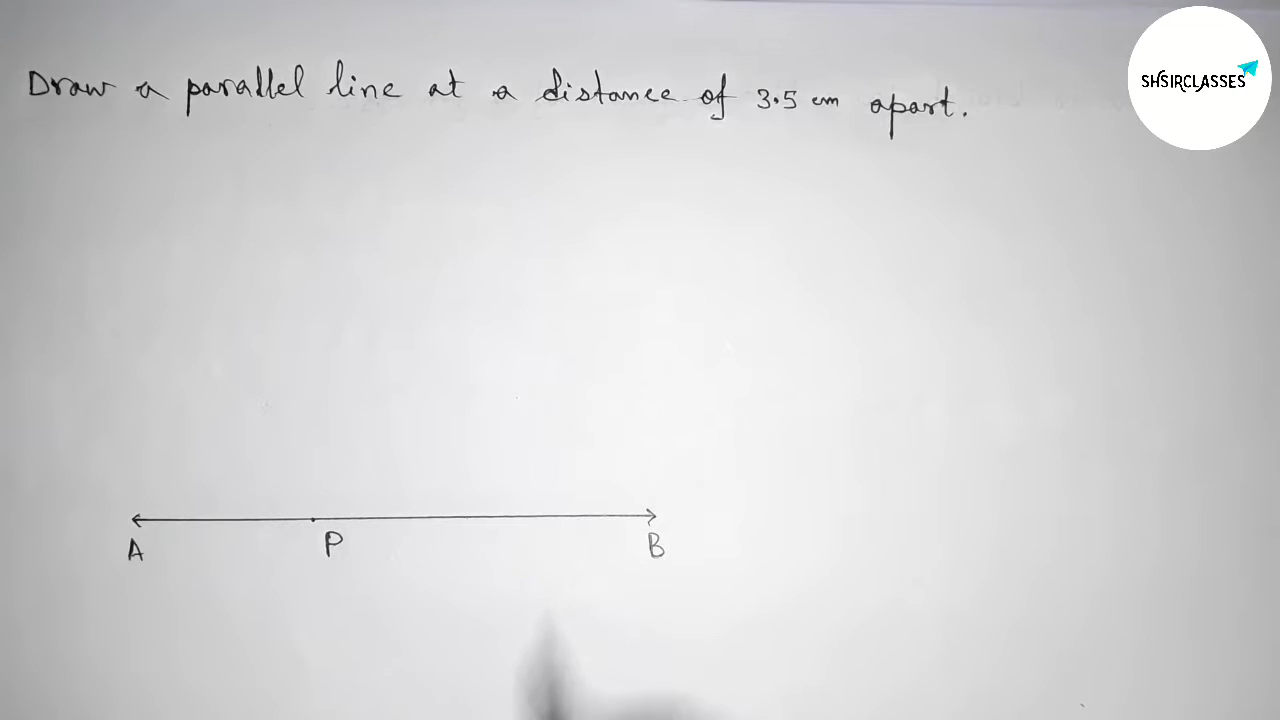 Draw a parallel line at a distance of 3.5 cm apart.
SHSIRCLASSES
A P B